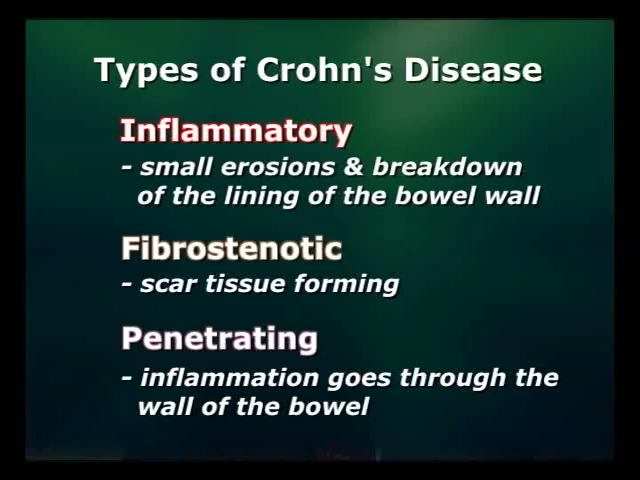 Types of Crohn's Disease
Inflammatory
- small erosions & breakdown
of the lining of the bowel wall
Fibrostenotic
- scar tissue forming
Penetrating
- inflammation goes through the
wall of the bowel